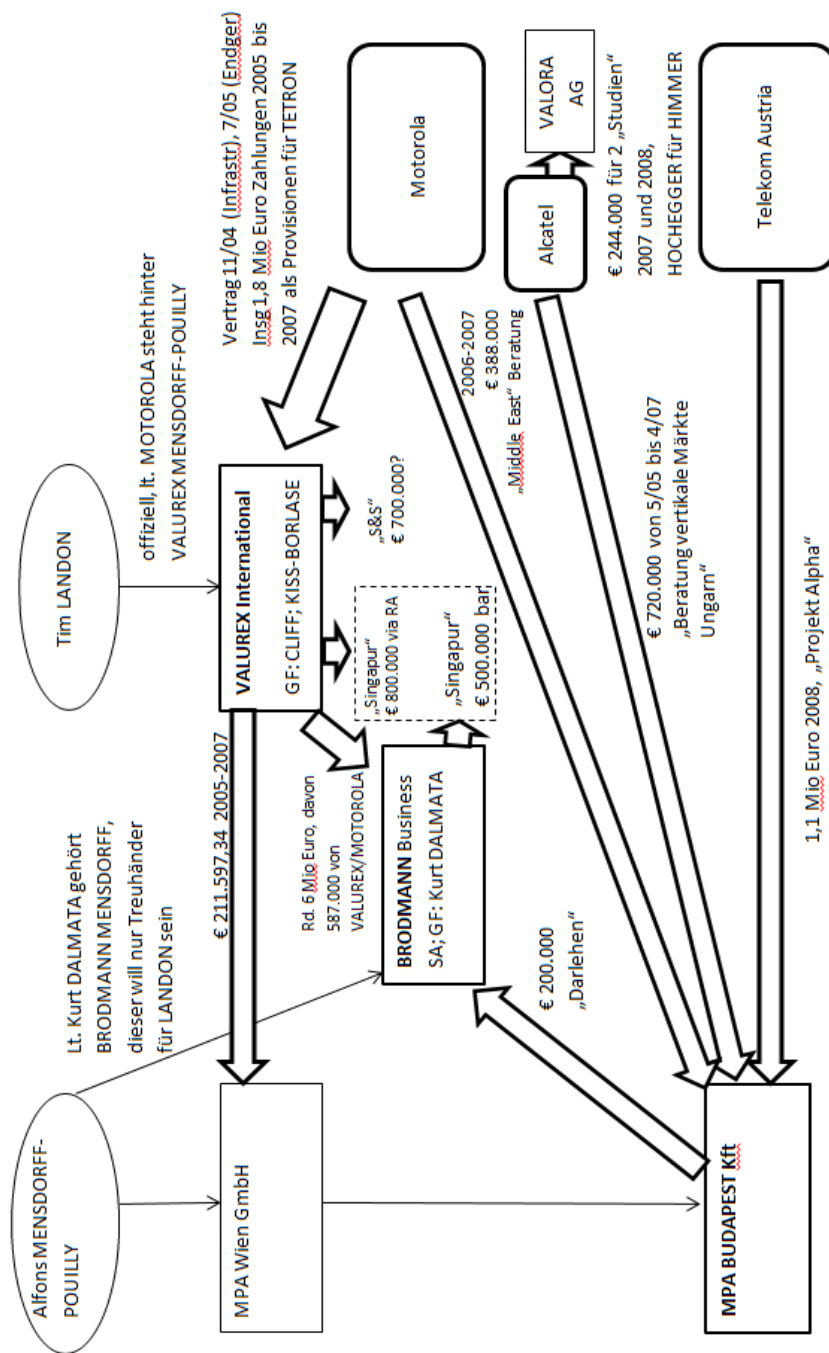 Alfons MENSDORFF-
POUILLY
Tim LANDON
Lt. Kurt DALMATA gehört
BRODMANN MENSDORFF,
dieser will nur Treuhänder
für LANDON sein
offiziell, lt. MOTOROLA steht hinter
VALUREX MENSDORFF-POUILLY
Vertrag 11/04 (Infrastr), 7/05 (Endger)
Insg 1,8 Mio Euro Zahlungen 2005 bis
2007 als Provisionen für TETRON
MPA Wien GmbH
€ 211.597,34 2005-2007
VALUREX International
GF: CLIFF; KISS-BORLASE
Rd. 6 Mio Euro, davon
587.000 von
VALUREX/MOTOROLA
„Singapur“
€ 800.000 via RA
„S&S“
€ 700.000?
„Singapur“
€ 500.000 bar
BRODMANN Business
SA; GF: Kurt DALMATA
Motorola
2006-2007
€ 388.000
„Middle East“ Beratung
Alcatel
VALORA
AG
€ 200.000
„Darlehen“
€ 244.000 für 2 „Studien“
2007 und 2008,
HOCHEGGER für HIMMER
€ 720.000 von 5/05 bis 4/07
„Beratung vertikale Märkte
Ungarn“
MPA BUDAPEST Kft
Telekom Austria
1,1 Mio Euro 2008, „Projekt Alpha“